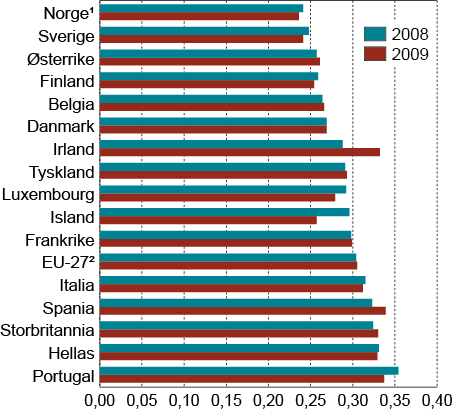 Norge¹
Sverige
Østerrike
Finland
Belgia
Danmark
Irland
Tyskland
Luxembourg
Island
Frankrike
EU-27²
Italia
Spania
Storbritannia
Hellas
Portugal
2008
2009
0,00 0,05 0,10 0,15 0,20 0,25 0,30 0,35 0,40